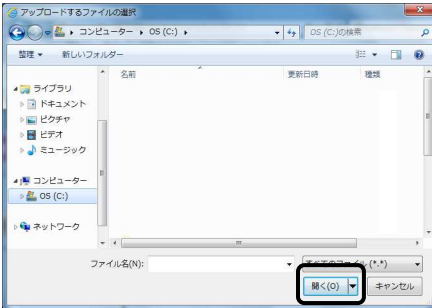 アップロードするファイルの選択
コンピューター ▸ OS (C:) ▸
OS (C:)の検索
整理 ▼ 新しいフォルダー
名前 更新日時 種類
ライブラリ
ドキュメント
ピクチャ
ビデオ
ミュージック
コンピューター
OS (C:)
ネットワーク
ファイル名(N):
すべてのファイル (*.*)
開く(O) キャンセル